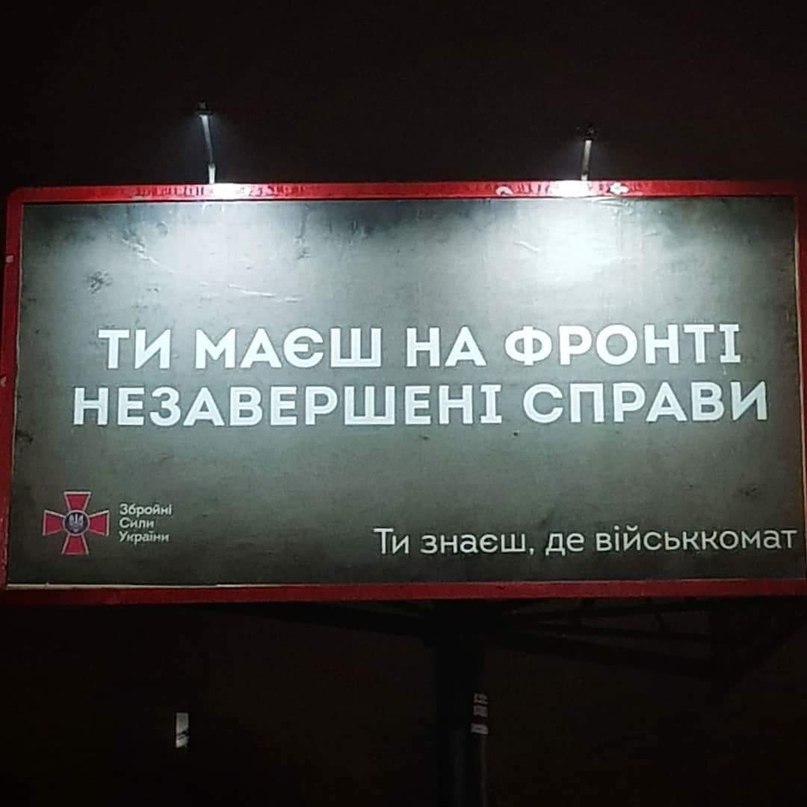 ТИ МАЄШ НА ФРОНТІ
НЕЗАВЕРШЕНІ СПРАВИ
Збройні
Сили
України
Ти знаєш, де військкомат